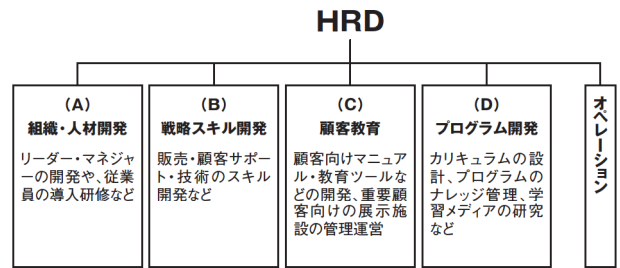 HRD
(A)
組織・人材開発
リーダー・マネジャ
ーの開発や、従業
員の導入研修など
(B)
戦略スキル開発
販売・顧客サポー
ト・技術のスキル
開発など
(C)
顧客教育
顧客向けマニュア
ル・教育ツールな
どの開発、重要顧
客向けの展示施
設の管理運営
(D)
プログラム開発
カリキュラムの設
計、プログラムの
ナレッジ管理、学
習メディアの研究
など
オペレーション